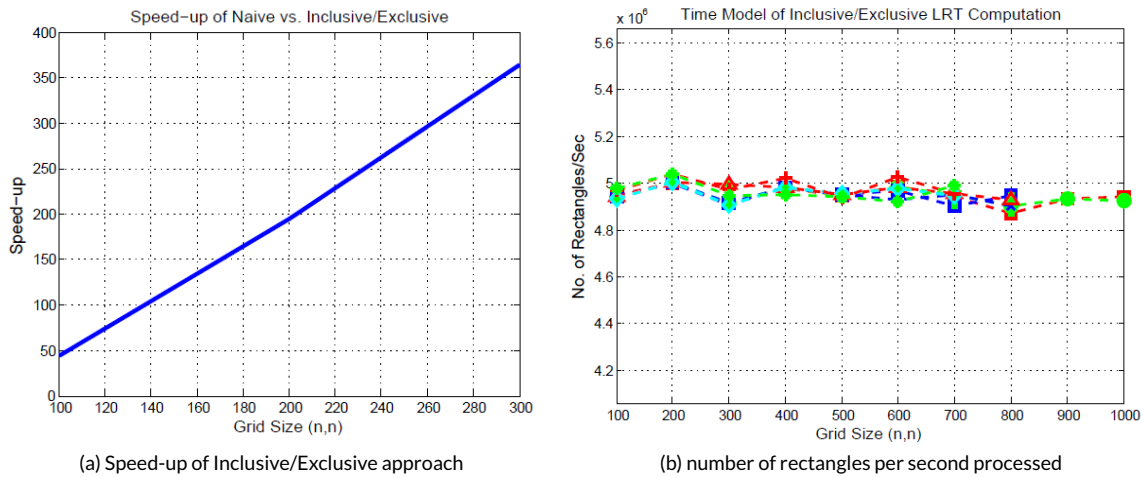 Speed-up of Naive vs. Inclusive/Exclusive
400
350
300
250
200
150
100
50
0
Speed-up
100 120 140 160 180 200 220 240 260 280 300
Grid Size (n,n)
(a) Speed-up of Inclusive/Exclusive approach
x 10^6
Time Model of Inclusive/Exclusive LRT Computation
5.6
5.4
5.2
5.0
4.8
4.6
4.4
4.2
No. of Rectangles/Sec
100 200 300 400 500 600 700 800 900 1000
Grid Size (n,n)
(b) number of rectangles per second processed